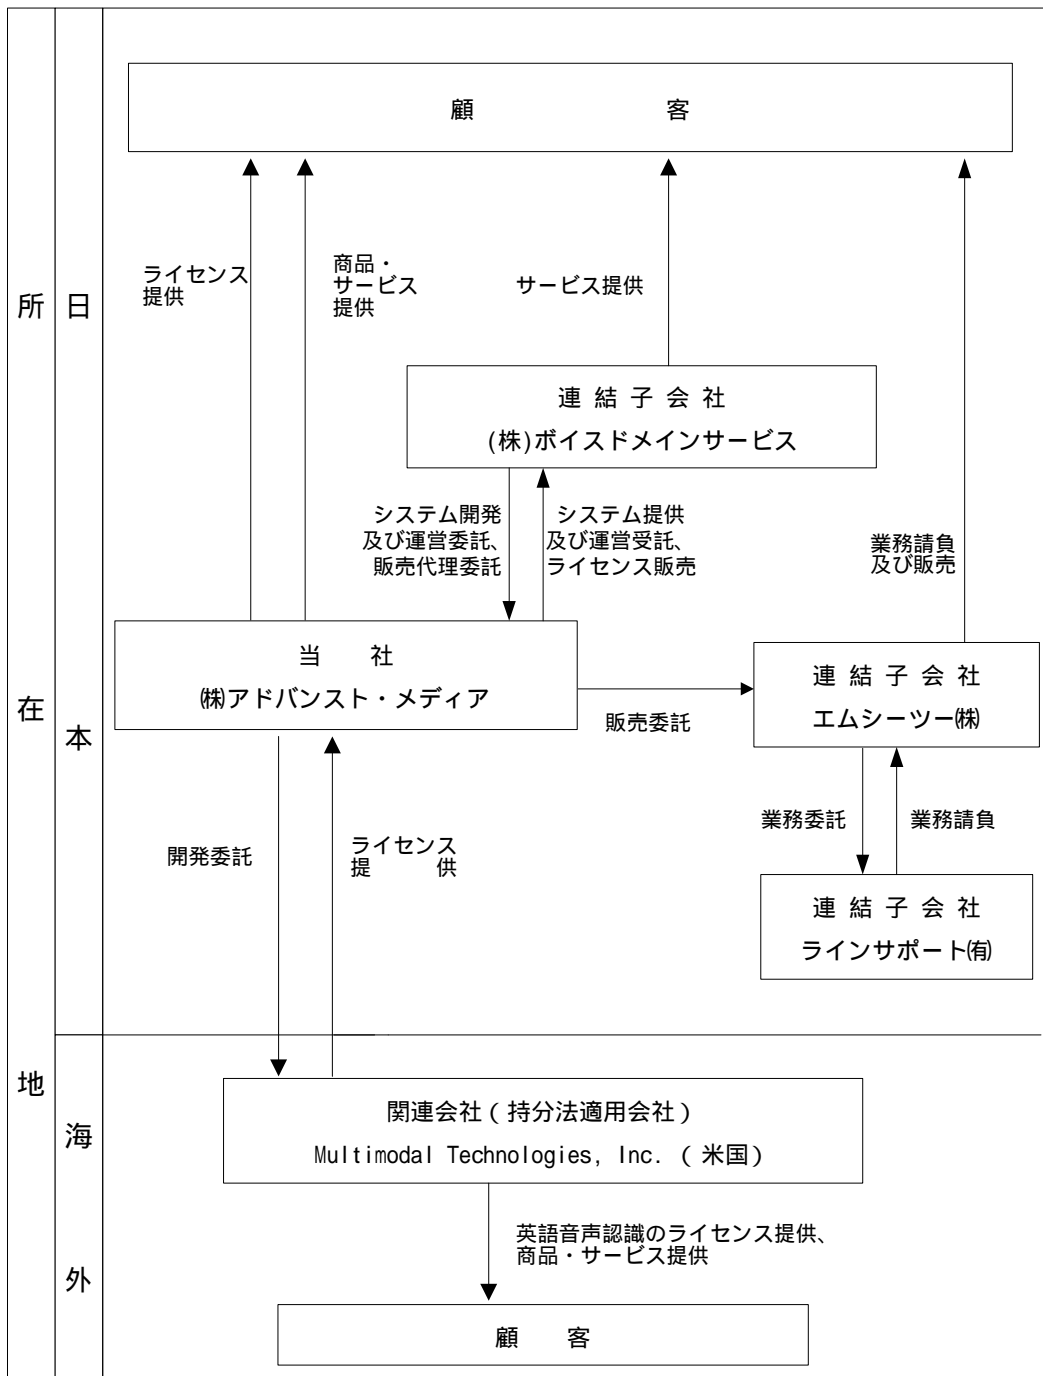 所在地
日本
顧客
ライセンス
提供
商品・
サービス
提供
サービス提供
連結子会社
(株)ボイスドメインサービス
システム開発
及び運営委託、
販売代理委託
システム提供
及び運営受託、
ライセンス販売
業務請負
及び販売
当社
㈱アドバンスト・メディア
販売委託
連結子会社
エムシーツー㈱
業務委託
業務請負
開発委託
ライセンス
提供
連結子会社
ラインサポート㈲
海外
関連会社(持分法適用会社)
Multimodal Technologies, Inc.(米国)
英語音声認識のライセンス提供、
商品・サービス提供
顧客